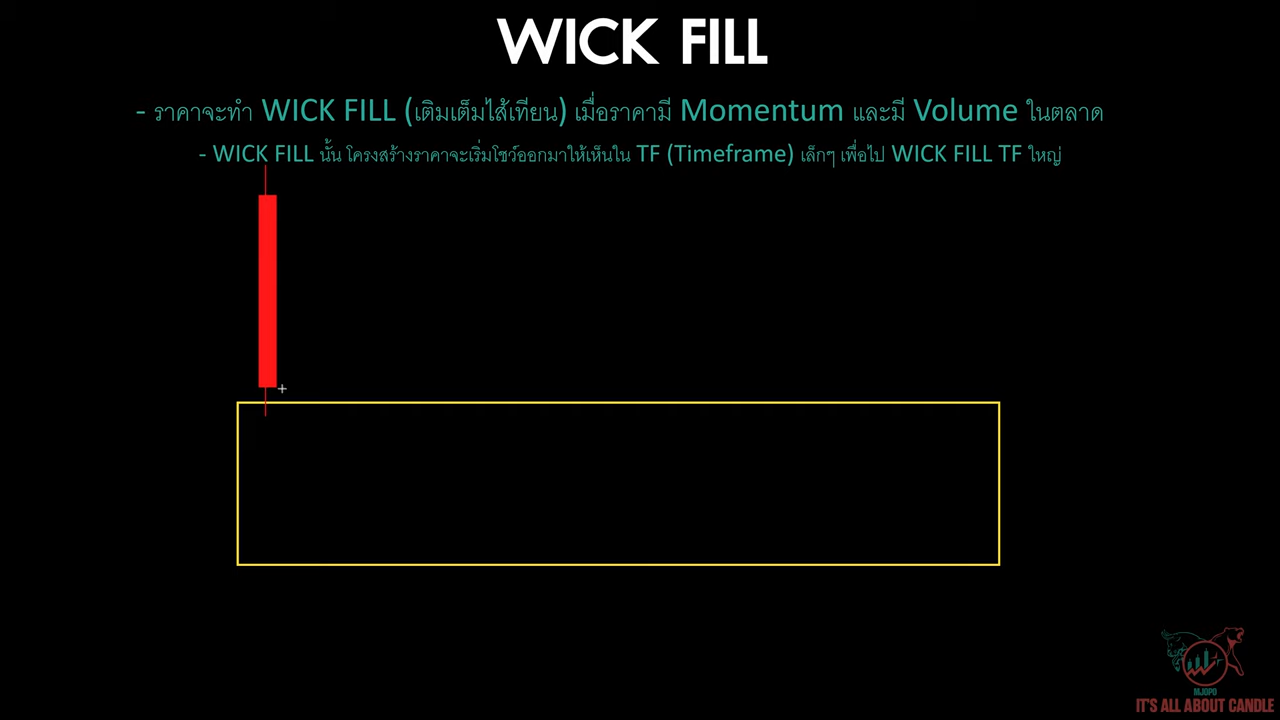 WICK FILL
- ราคาจะทำ WICK FILL (เติมเต็มไส้เทียน) เมื่อราคามี Momentum และมี Volume ในตลาด
- WICK FILL นั้น โครงสร้างราคาจะเริ่มโชว์ออกมาให้เห็นใน TF (Timeframe) เล็กๆ เพื่อไป WICK FILL TF ใหญ่
MJOPO
IT'S ALL ABOUT CANDLE